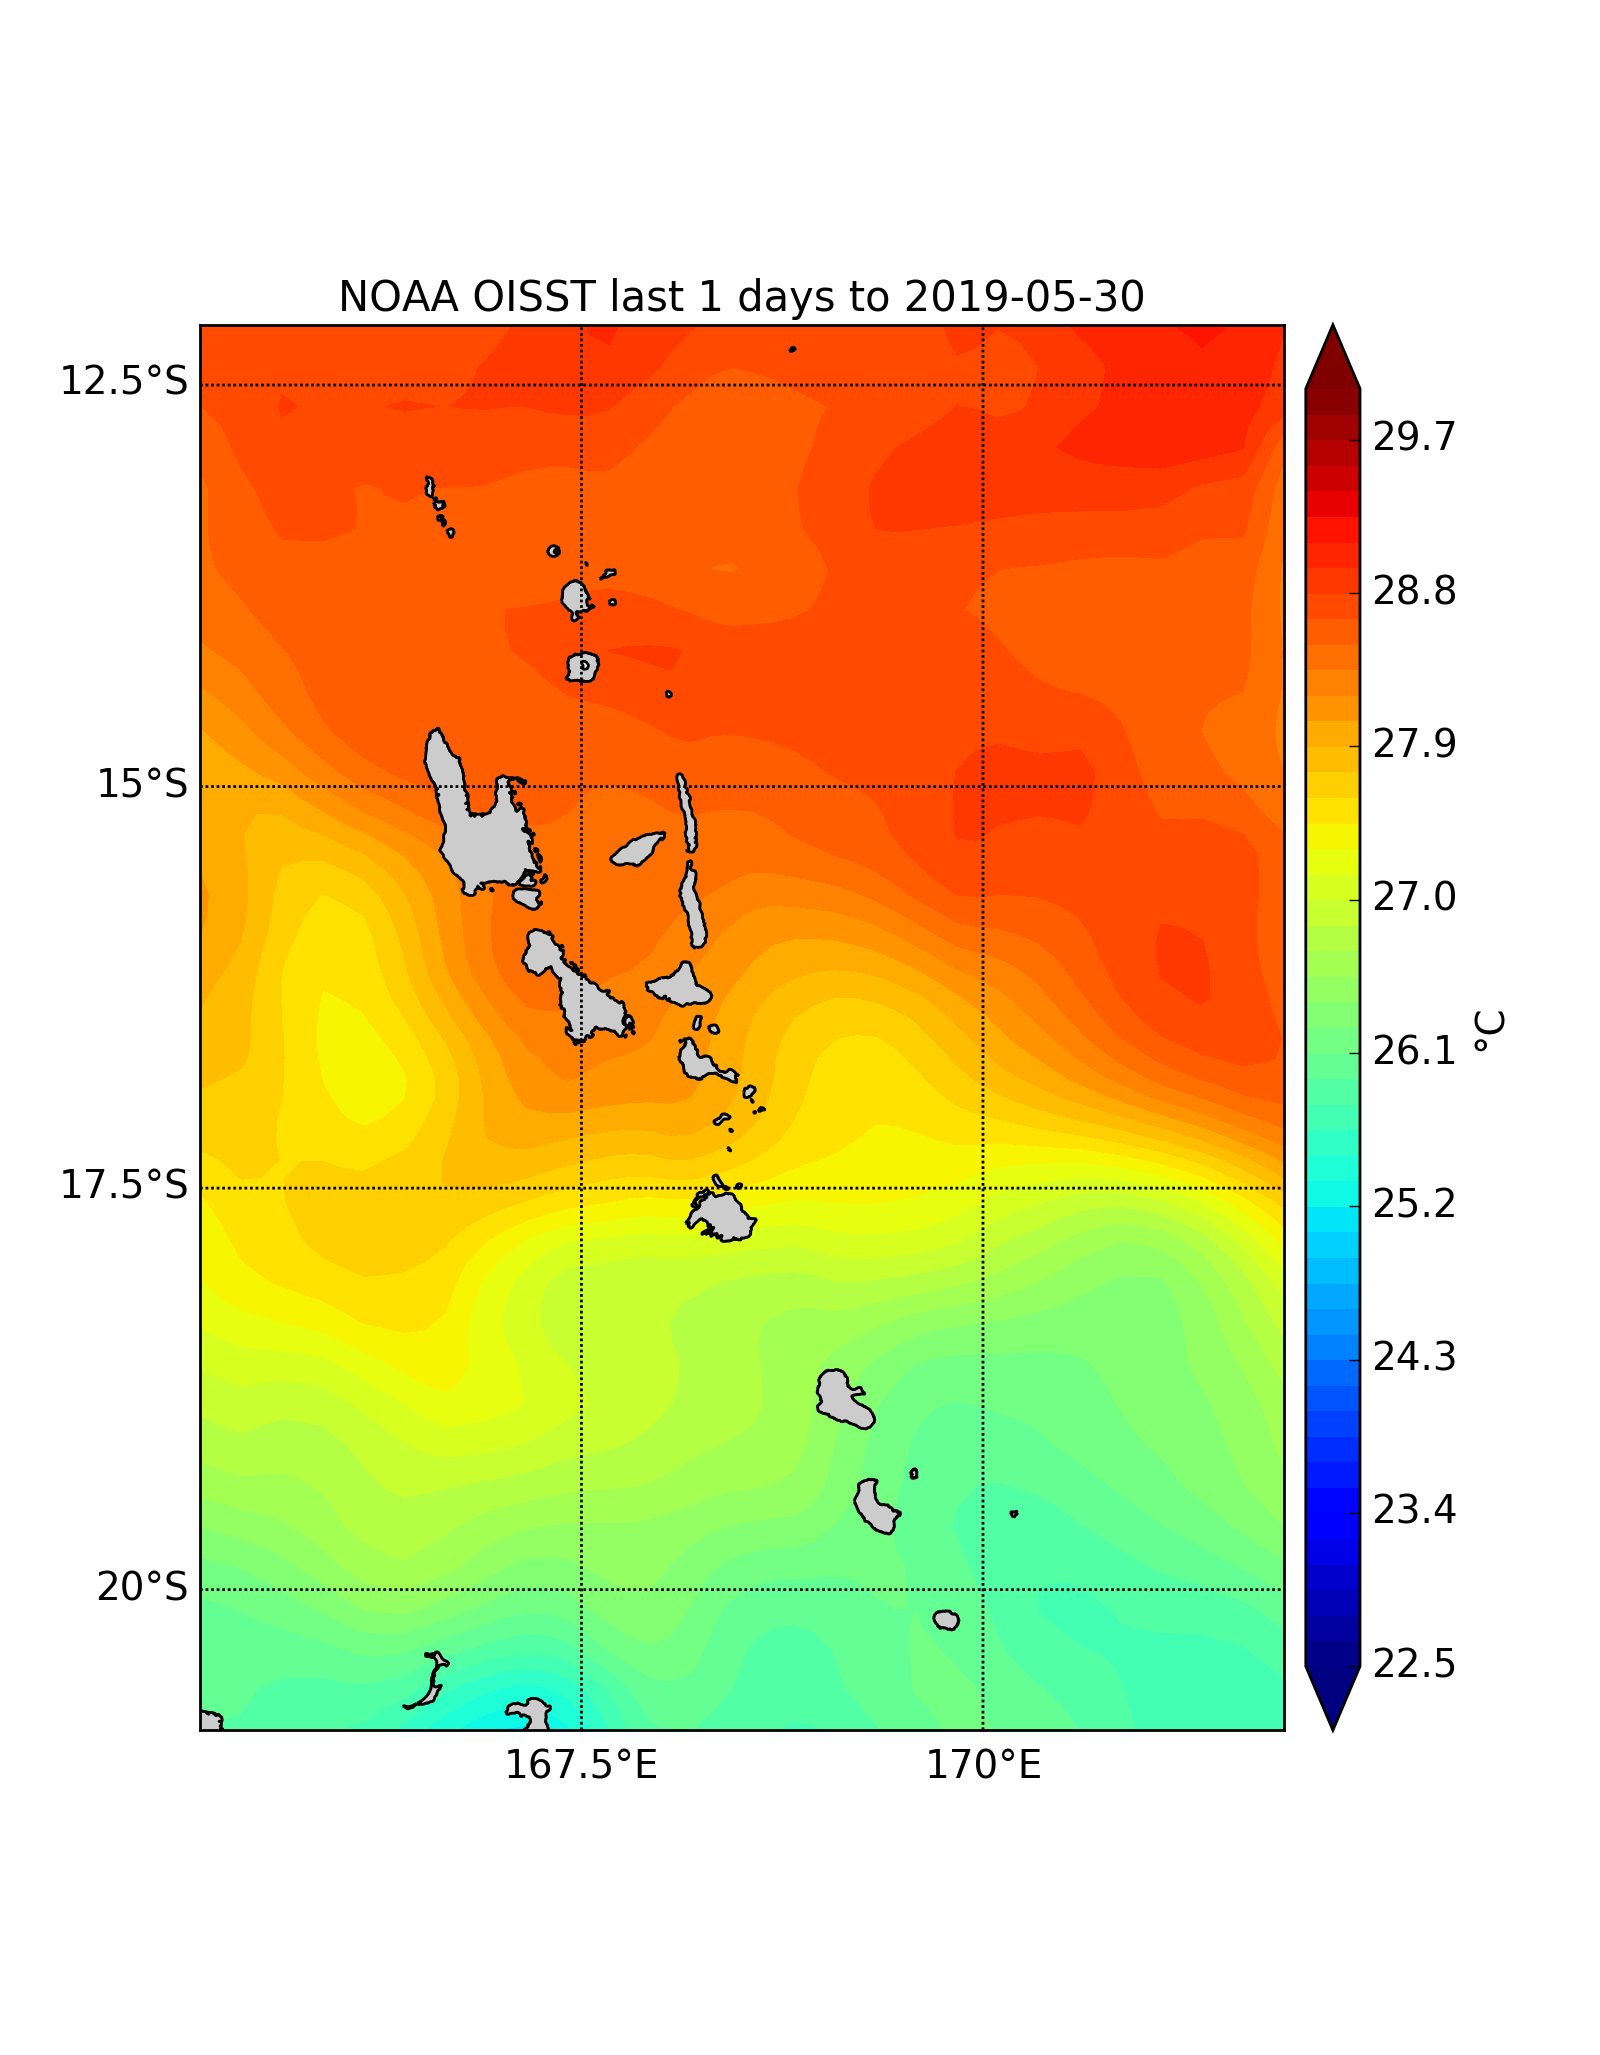 NOAA OISST last 1 days to 2019-05-30
12.5°S
15°S
17.5°S
20°S
167.5°E
170°E
29.7
28.8
27.9
27.0
26.1
25.2
24.3
23.4
22.5
°C